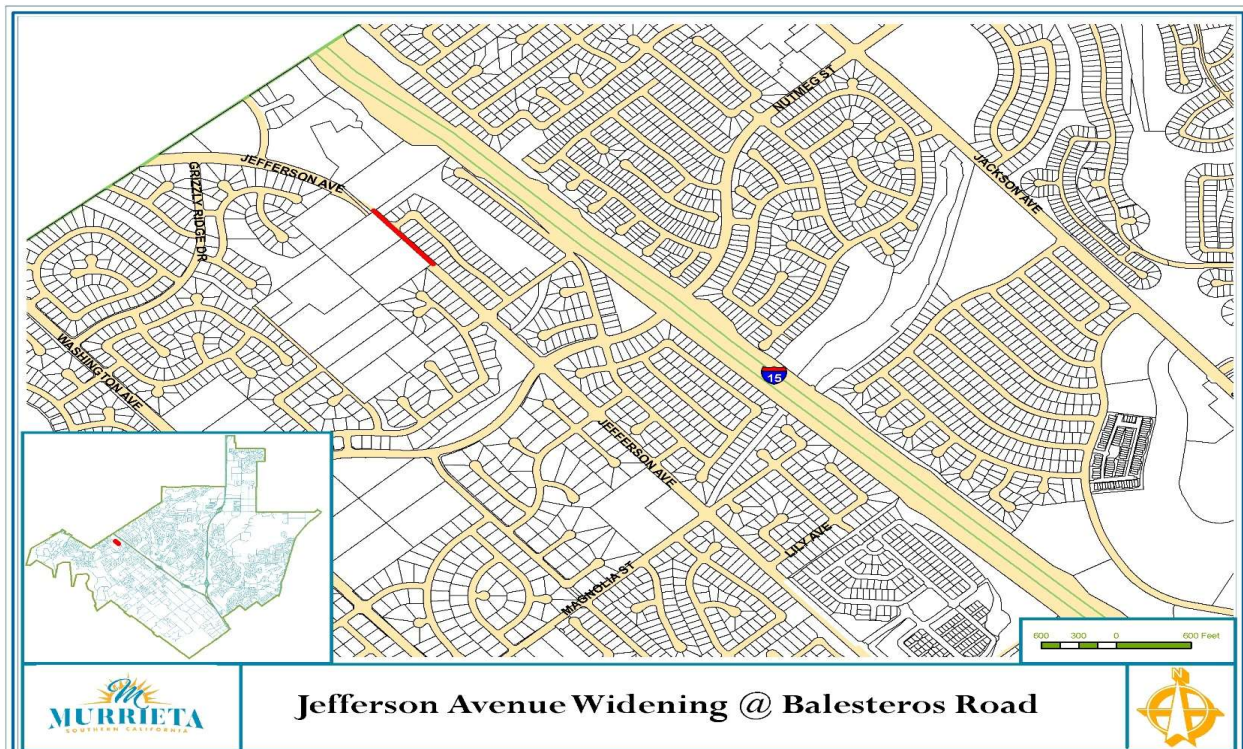 NUTMEG ST
JEFFERSON AVE
JACKSON AVE
GRIZZLY RIDGE DR
WASHINGTON AVE
15
JEFFERSON AVE
LILY AVE
MAGNOLIA ST
600 300 0 600 Feet
M
MURRIETA
SOUTHERN CALIFORNIA
Jefferson Avenue Widening @ Balesteros Road
N